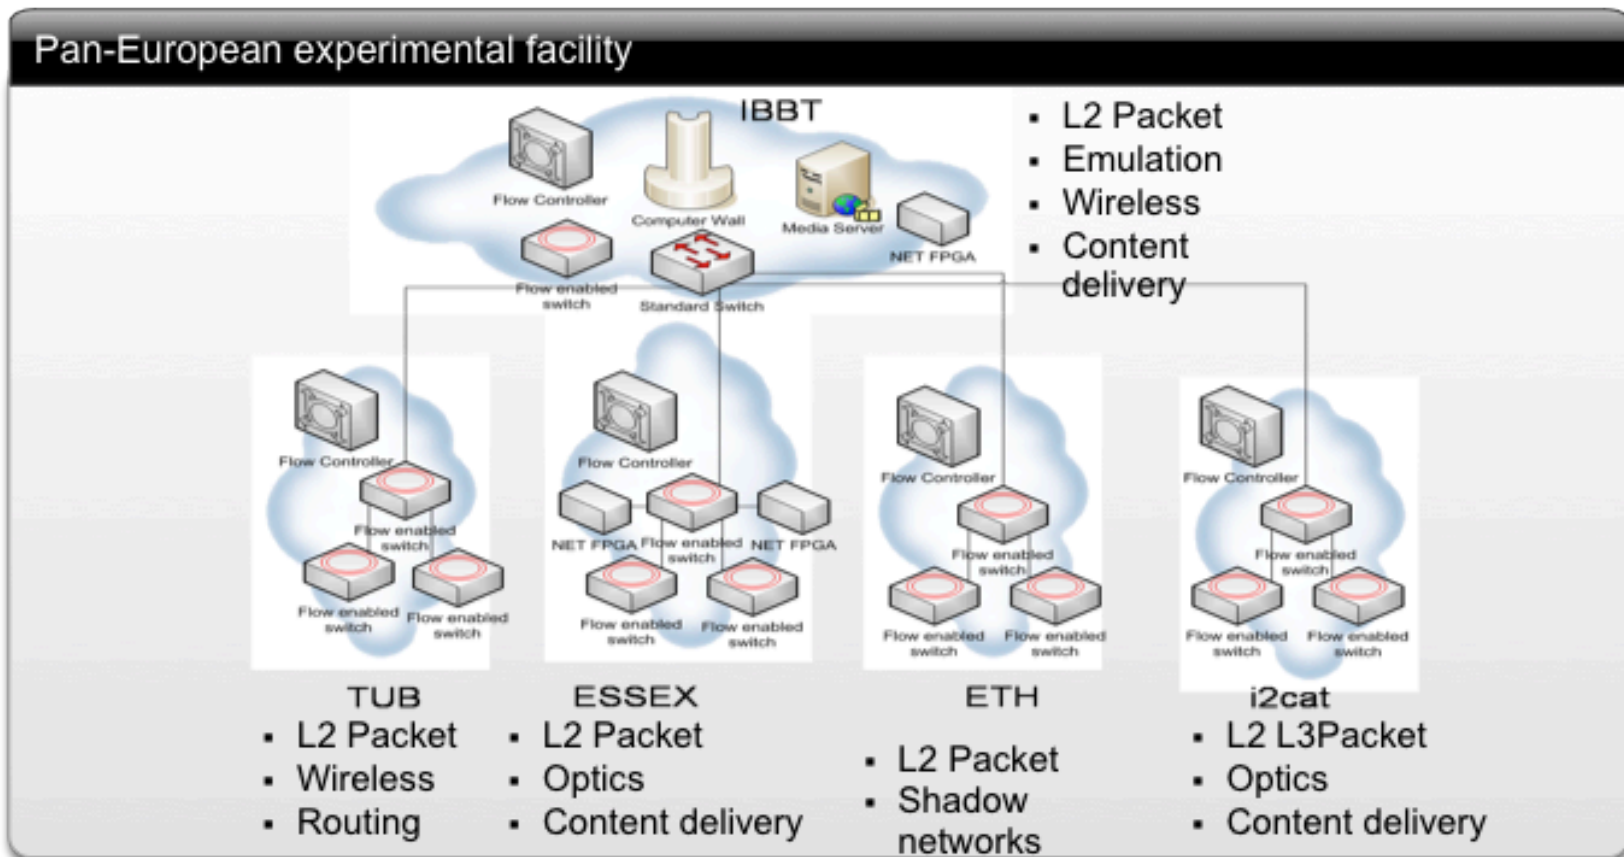 Pan-European experimental facility
IBBT
Flow Controller
Computer Wall
Media Server
NET FPGA
Flow enabled
switch
Standard Switch
▪ L2 Packet
▪ Emulation
▪ Wireless
▪ Content
delivery
Flow Controller
Flow enabled
switch
Flow enabled
switch
Flow enabled
switch
TUB
▪ L2 Packet
▪ Wireless
▪ Routing
Flow Controller
NET FPGA
Flow enabled
switch
NET FPGA
Flow enabled
switch
Flow enabled
switch
ESSEX
▪ L2 Packet
▪ Optics
▪ Content delivery
Flow Controller
Flow enabled
switch
Flow enabled
switch
Flow enabled
switch
ETH
▪ L2 Packet
▪ Shadow
networks
Flow Controller
Flow enabled
switch
Flow enabled
switch
Flow enabled
switch
i2cat
▪ L2 L3Packet
▪ Optics
▪ Content delivery